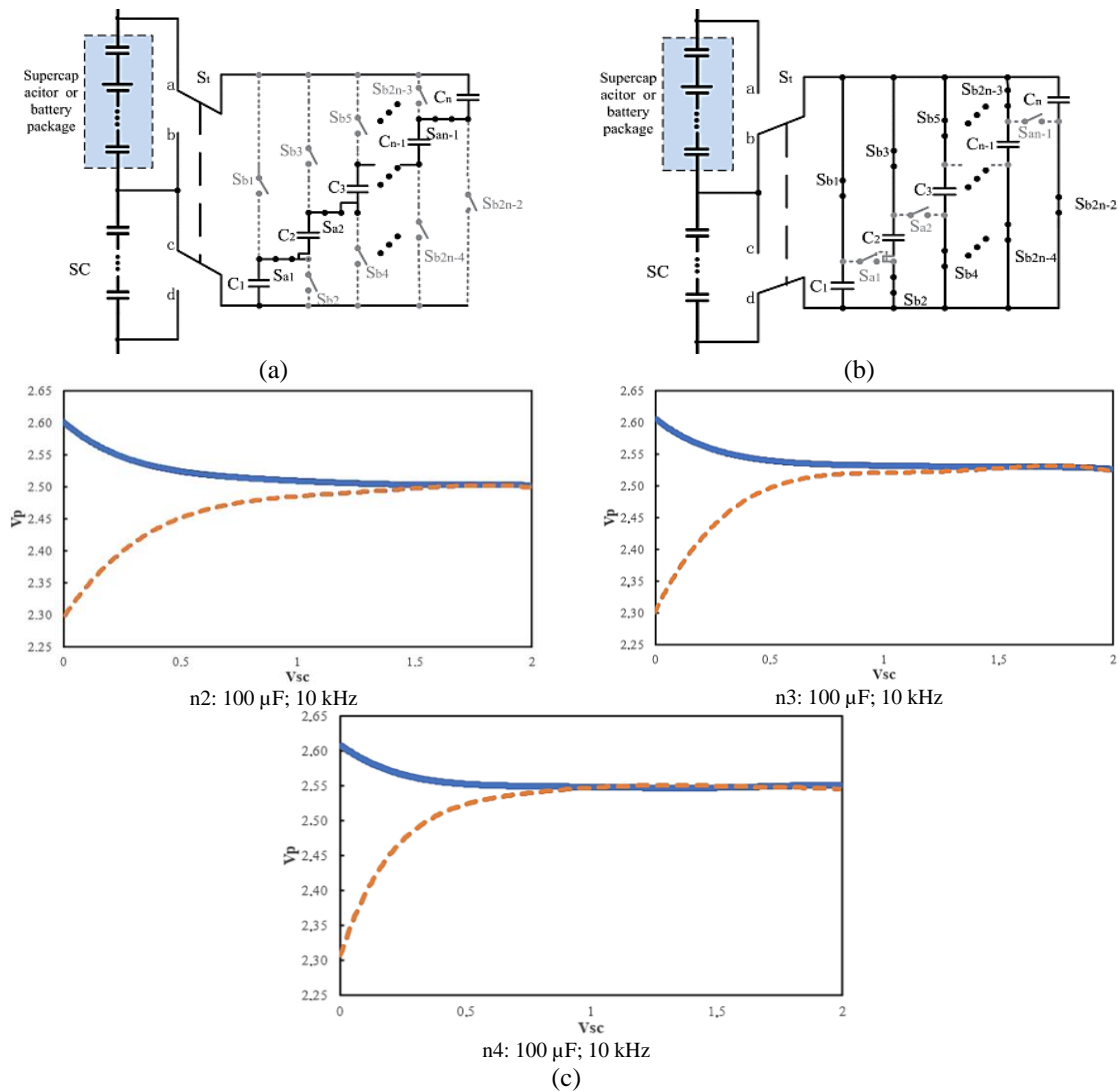 Supercap
acitor or
battery
package
SC
a
b
c
d
St
Sb1
Sb3
Sb5
Sb2n-3
Cn
Cn-1
San-1
C3
Sa2
C2
Sa1
C1
Sb2
Sb4
Sb2n-4
Sb2n-2
(a)
Supercap
acitor or
battery
package
SC
a
b
c
d
St
Sb1
Sb3
Sb5
Sb2n-3
Cn
San-1
Cn-1
C3
Sa2
C2
Sa1
C1
Sb2
Sb4
Sb2n-4
Sb2n-2
(b)
2.65
2.60
2.55
2.50
2.45
2.40
2.35
2.30
2.25
Vp
0
0.5
1
1.5
2
Vsc
n2: 100 µF; 10 kHz
2.65
2.60
2.55
2.50
2.45
2.40
2.35
2.30
2.25
Vp
0
0.5
1
1.5
2
Vsc
n3: 100 µF; 10 kHz
2.65
2.60
2.55
2.50
2.45
2.40
2.35
2.30
2.25
Vp
0
0.5
1
1.5
2
Vsc
n4: 100 µF; 10 kHz
(c)